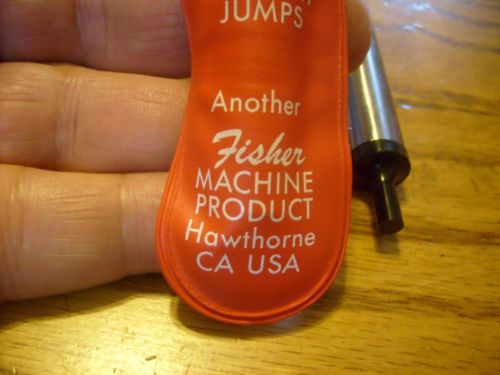 JUMPS
Another
Fisher
MACHINE
PRODUCT
Hawthorne
CA USA